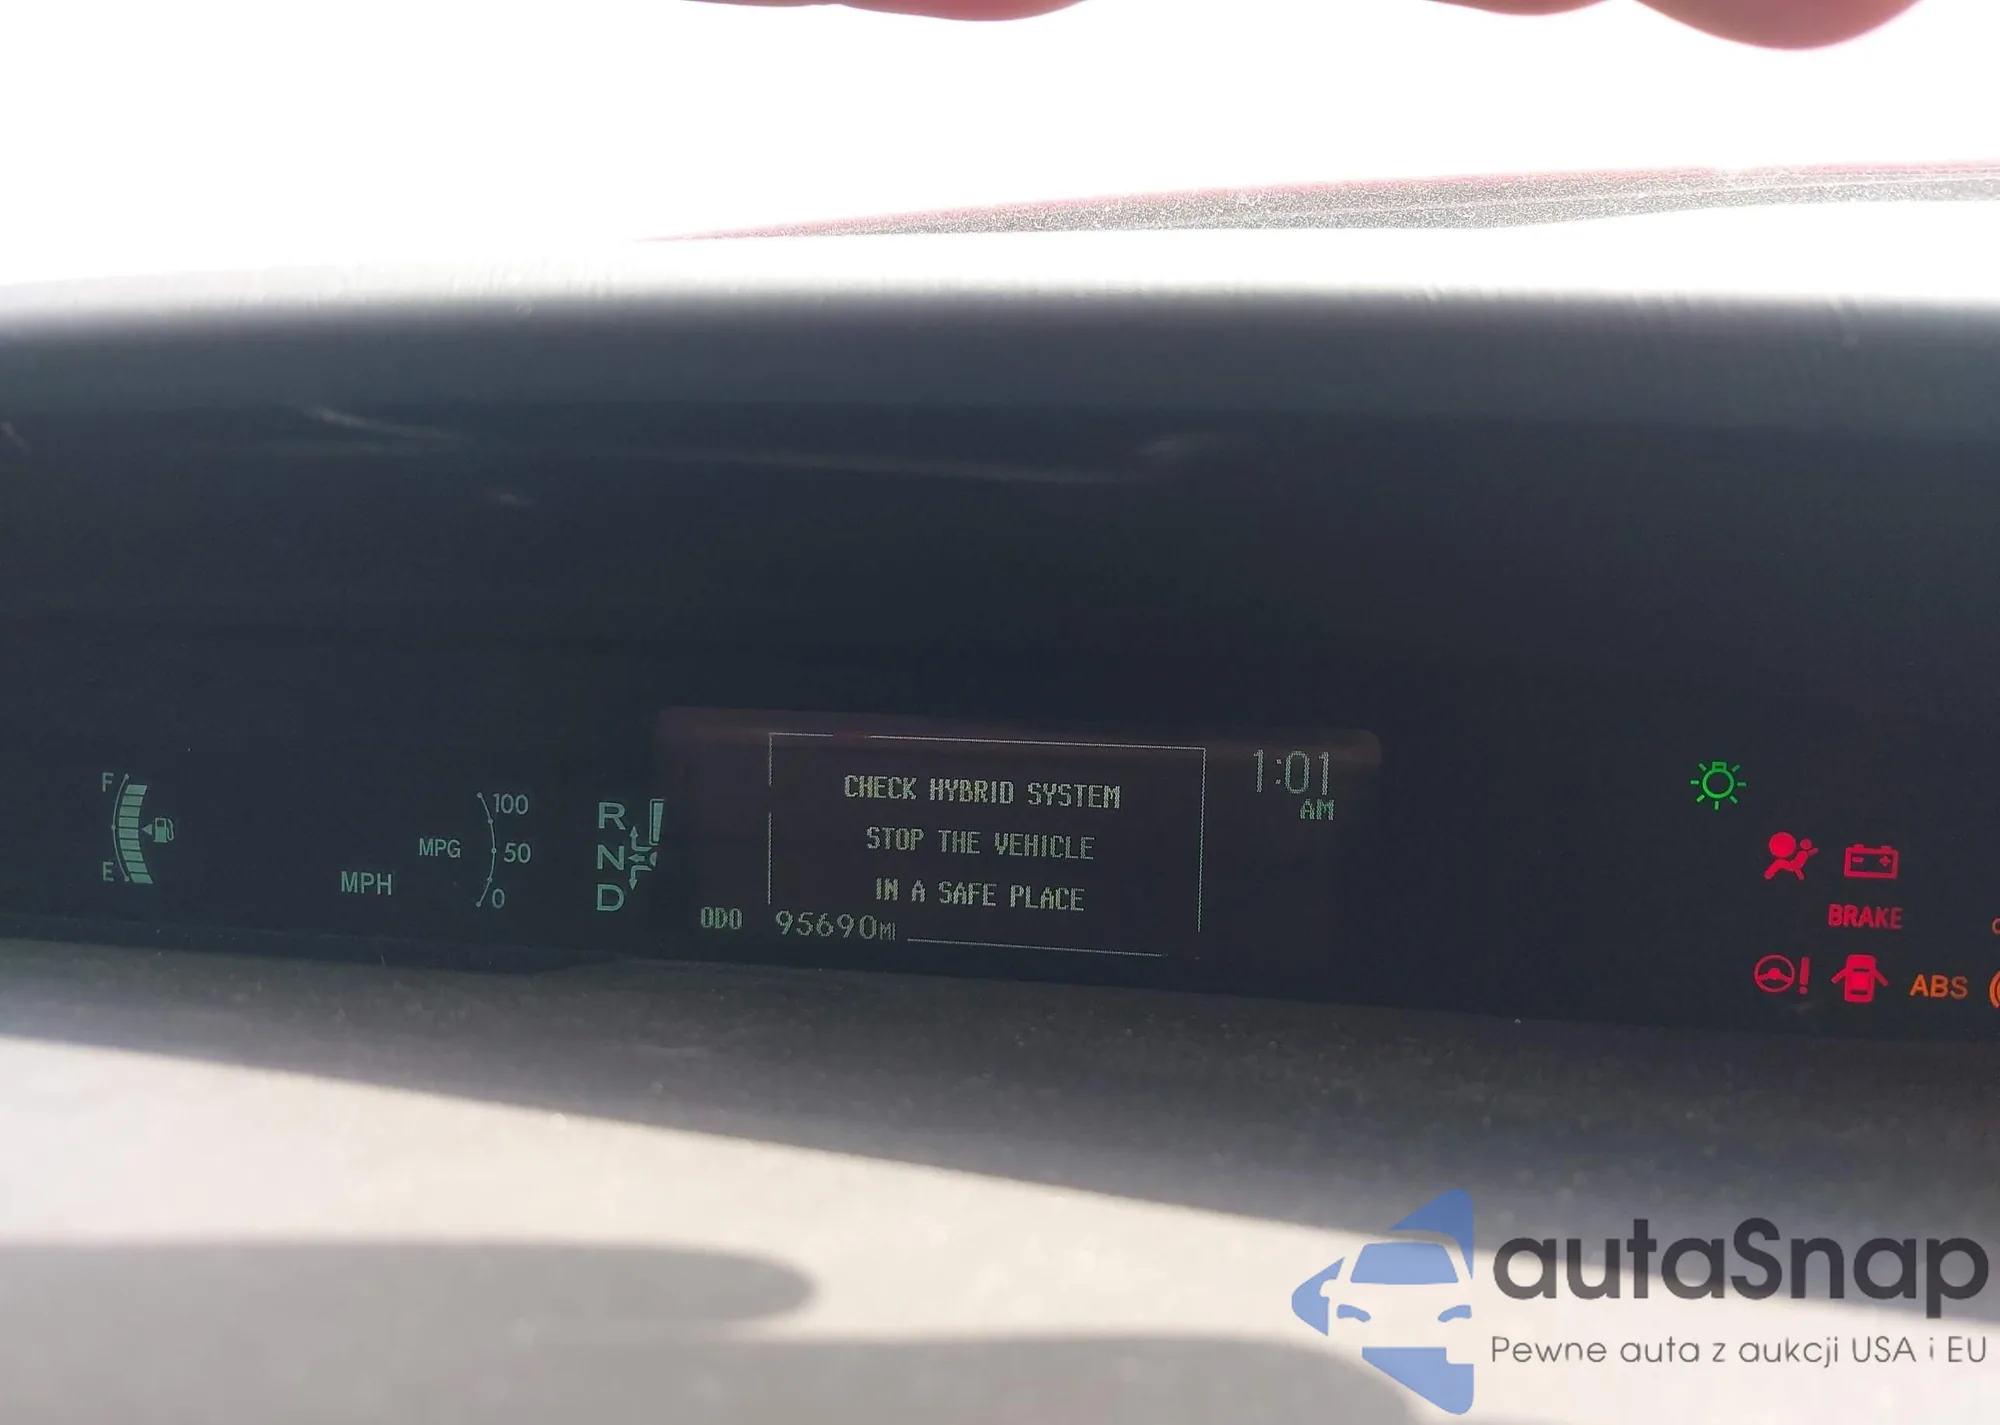 F
E
MPH
MPG
100
50
0
R
N
D
CHECK HYBRID SYSTEM
STOP THE VEHICLE
IN A SAFE PLACE
ODO 95690MI
1:01
AM
BRAKE
ABS
autaSnap
Pewne auta z aukcji USA i EU